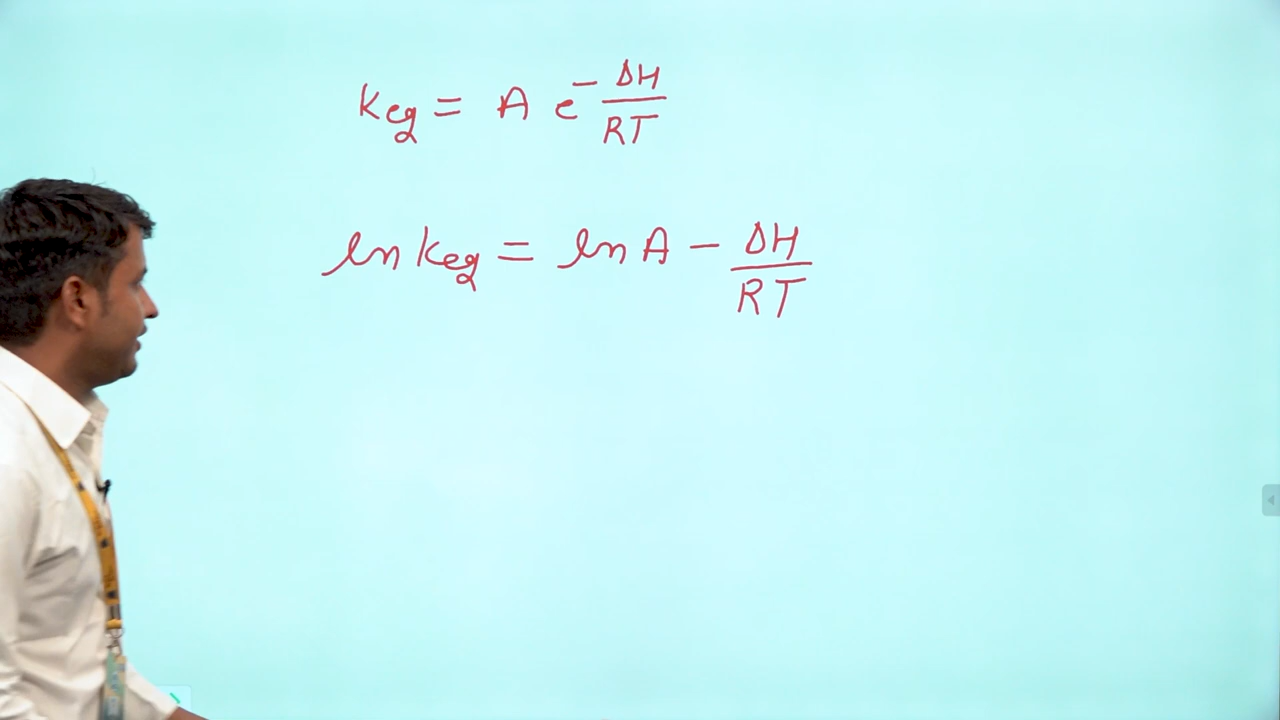 Keq = A e^-ΔH/RT
ln Keq = ln A - ΔH/RT